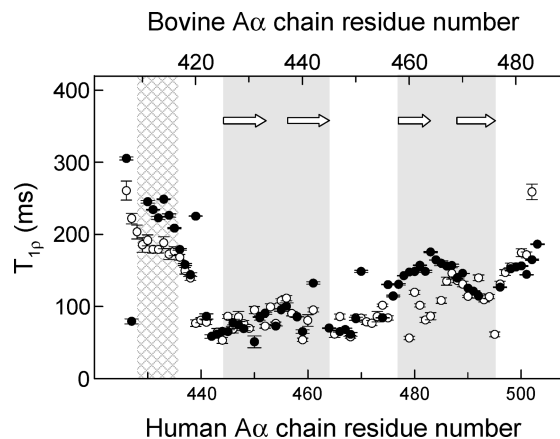 Bovine Aα chain residue number
420 440 460 480
400
300
200
100
0
T1ρ (ms)
440 460 480 500
Human Aα chain residue number